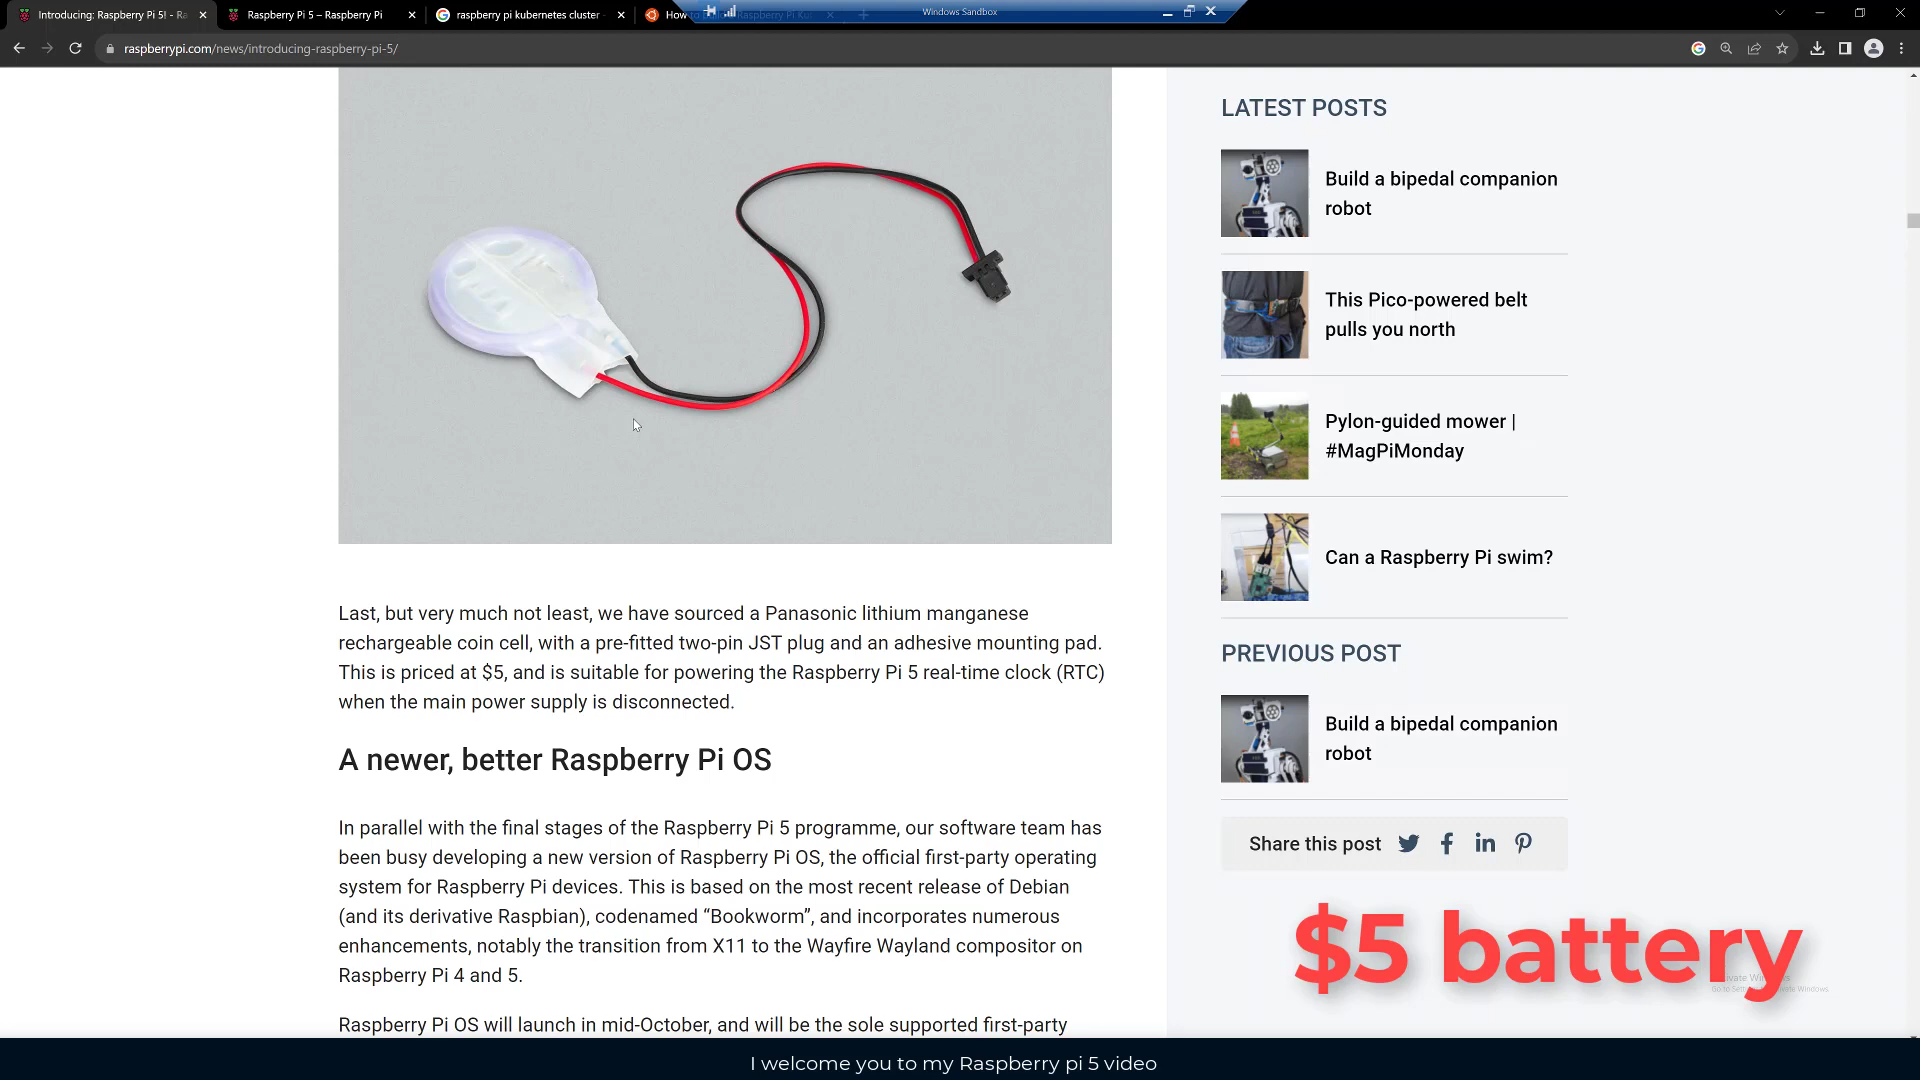 Introducing: Raspberry Pi 5! - Ra
Raspberry Pi 5 – Raspberry Pi
raspberry pi kubernetes cluster -
How to build a Raspberry Pi Ku
Windows Sandbox
raspberrypi.com/news/introducing-raspberry-pi-5/
LATEST POSTS
Build a bipedal companion
robot
This Pico-powered belt
pulls you north
Pylon-guided mower |
#MagPiMonday
Can a Raspberry Pi swim?
PREVIOUS POST
Build a bipedal companion
robot
Share this post
Last, but very much not least, we have sourced a Panasonic lithium manganese
rechargeable coin cell, with a pre-fitted two-pin JST plug and an adhesive mounting pad.
This is priced at $5, and is suitable for powering the Raspberry Pi 5 real-time clock (RTC)
when the main power supply is disconnected.
A newer, better Raspberry Pi OS
In parallel with the final stages of the Raspberry Pi 5 programme, our software team has
been busy developing a new version of Raspberry Pi OS, the official first-party operating
system for Raspberry Pi devices. This is based on the most recent release of Debian
(and its derivative Raspbian), codenamed “Bookworm”, and incorporates numerous
enhancements, notably the transition from X11 to the Wayfire Wayland compositor on
Raspberry Pi 4 and 5.
Raspberry Pi OS will launch in mid-October, and will be the sole supported first-party
$5 battery
I welcome you to my Raspberry pi 5 video